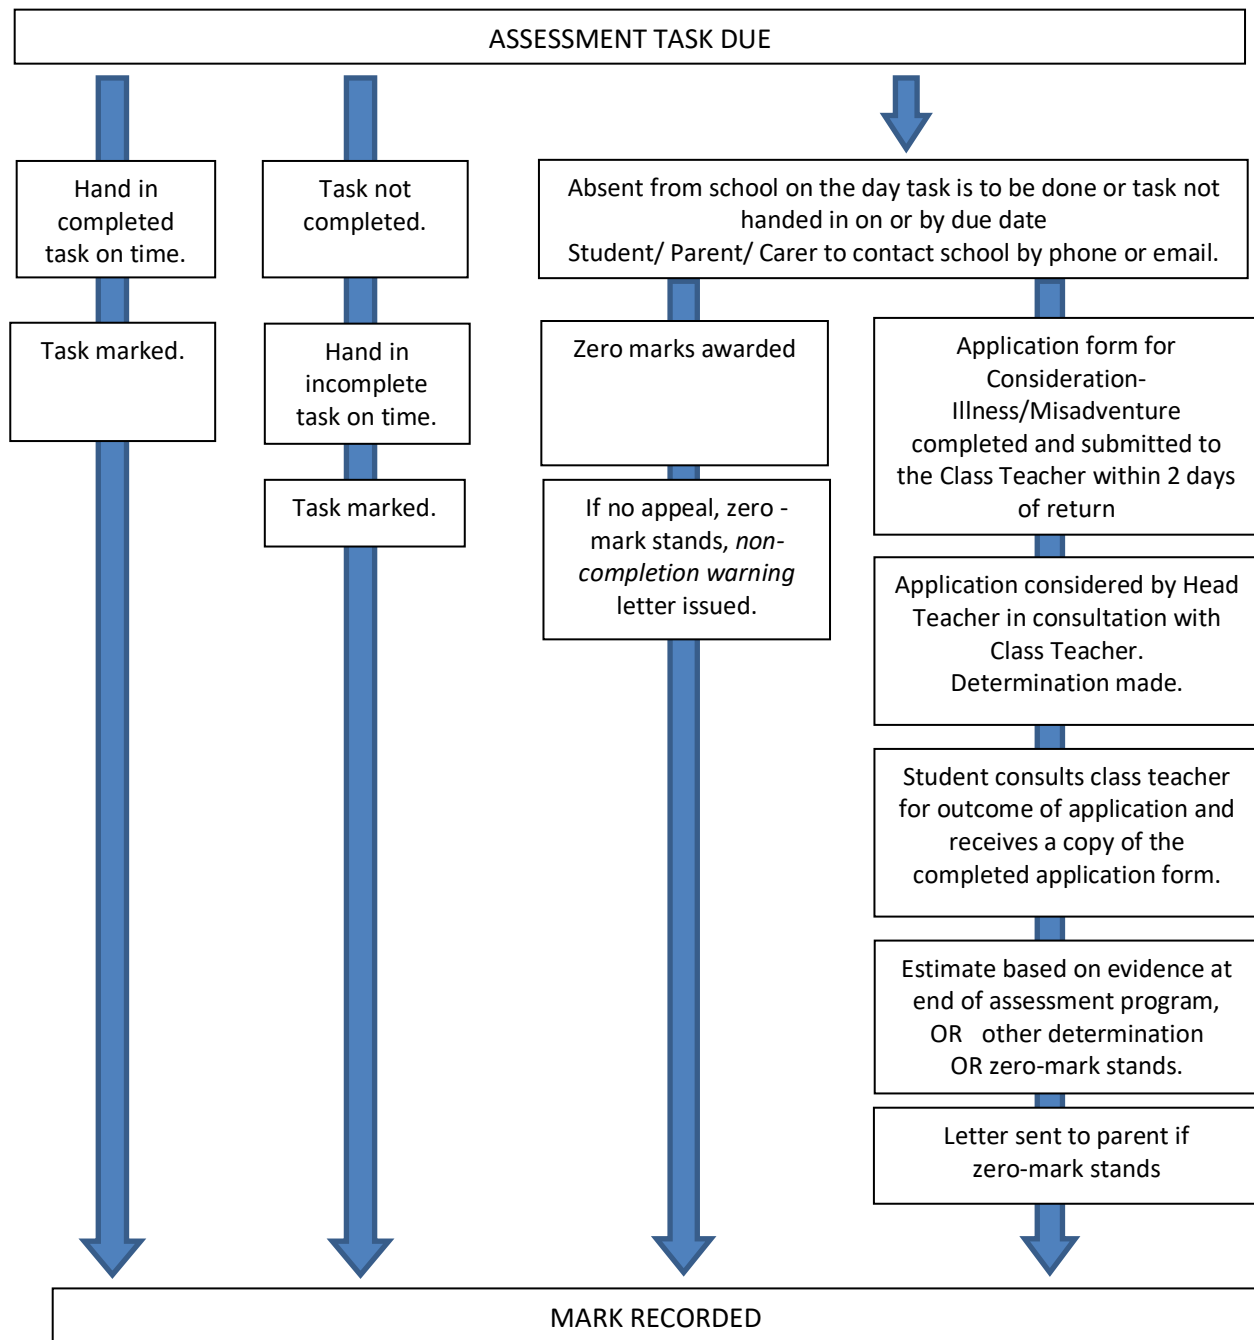 ASSESSMENT TASK DUE
Hand in
completed
task on time.
Task marked.
Task not
completed.
Hand in
incomplete
task on time.
Task marked.
Absent from school on the day task is to be done or task not
handed in on or by due date
Student/ Parent/ Carer to contact school by phone or email.
Zero marks awarded
If no appeal, zero -
mark stands, non-
completion warning
letter issued.
Application form for
Consideration-
Illness/Misadventure
completed and submitted to
the Class Teacher within 2 days
of return
Application considered by Head
Teacher in consultation with
Class Teacher.
Determination made.
Student consults class teacher
for outcome of application and
receives a copy of the
completed application form.
Estimate based on evidence at
end of assessment program,
OR other determination
OR zero-mark stands.
Letter sent to parent if
zero-mark stands
MARK RECORDED